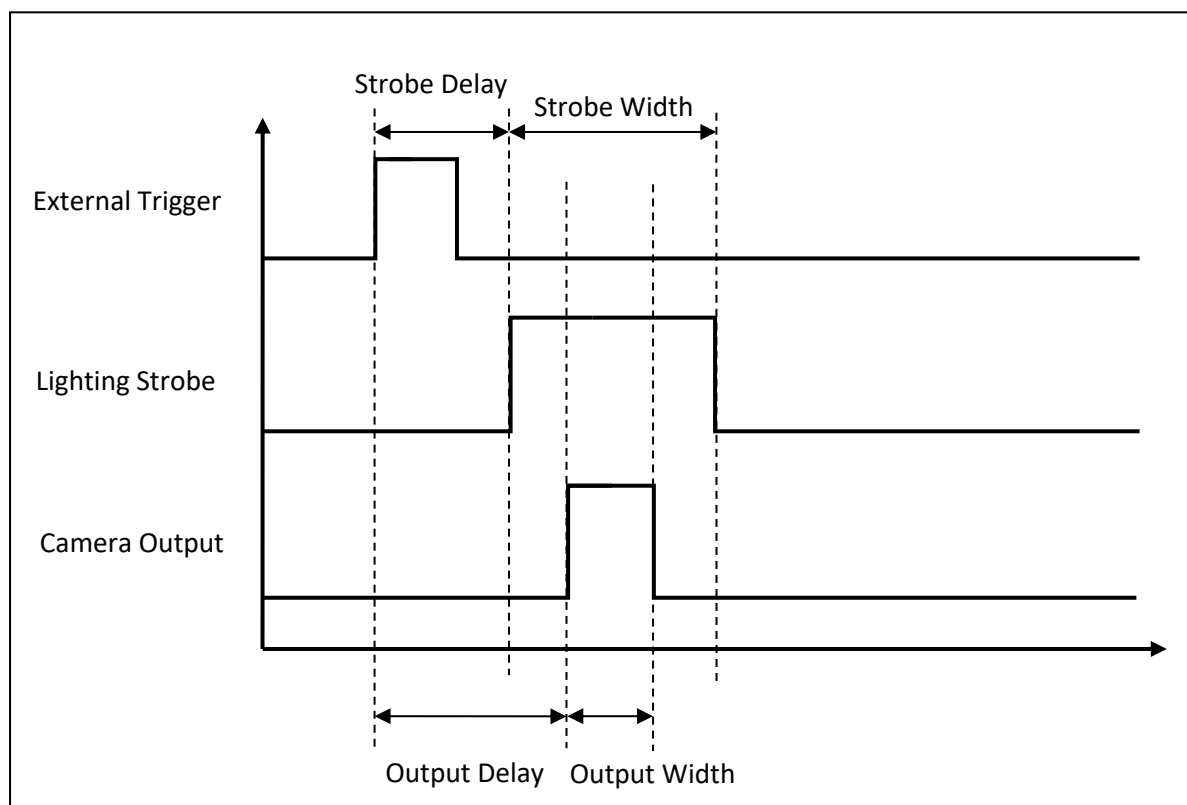 Strobe Delay
Strobe Width
External Trigger
Lighting Strobe
Camera Output
Output Delay
Output Width